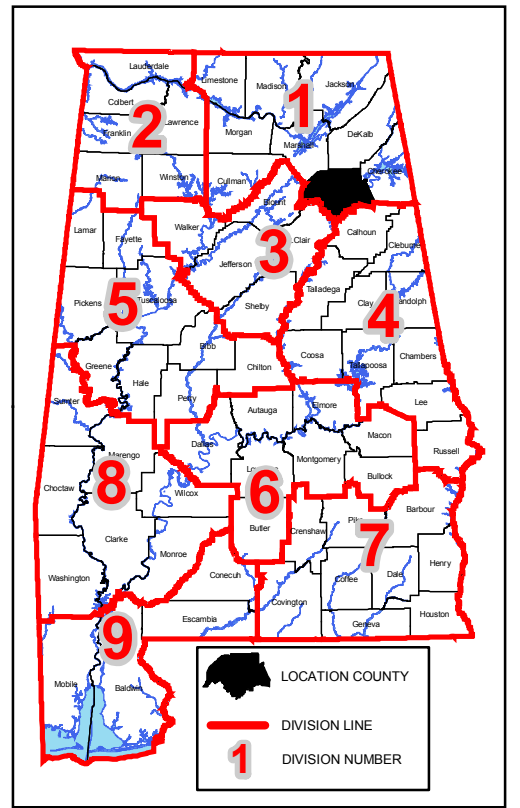 Lauderdale
Limestone
Madison
Jackson
Colbert
1
2
Lawrence
Franklin
Morgan
DeKalb
Marshall
Cherokee
Marion
Winston
Cullman
Blount
Lamar
Fayette
Walker
3
St. Clair
Calhoun
Cleburne
Jefferson
Talladega
Pickens
5
Tuscaloosa
Shelby
Clay
Randolph
4
Bibb
Greene
Hale
Chilton
Coosa
Tallapoosa
Chambers
Sumter
Perry
Autauga
Elmore
Lee
Dallas
Macon
Marengo
Montgomery
Russell
Choctaw
8
Wilcox
6
Bullock
Butler
Crenshaw
Pike
Barbour
Clarke
7
Monroe
Washington
Conecuh
Coffee
Dale
Henry
Covington
Escambia
Geneva
Houston
9
Mobile
Baldwin
LOCATION COUNTY
DIVISION LINE
1 DIVISION NUMBER